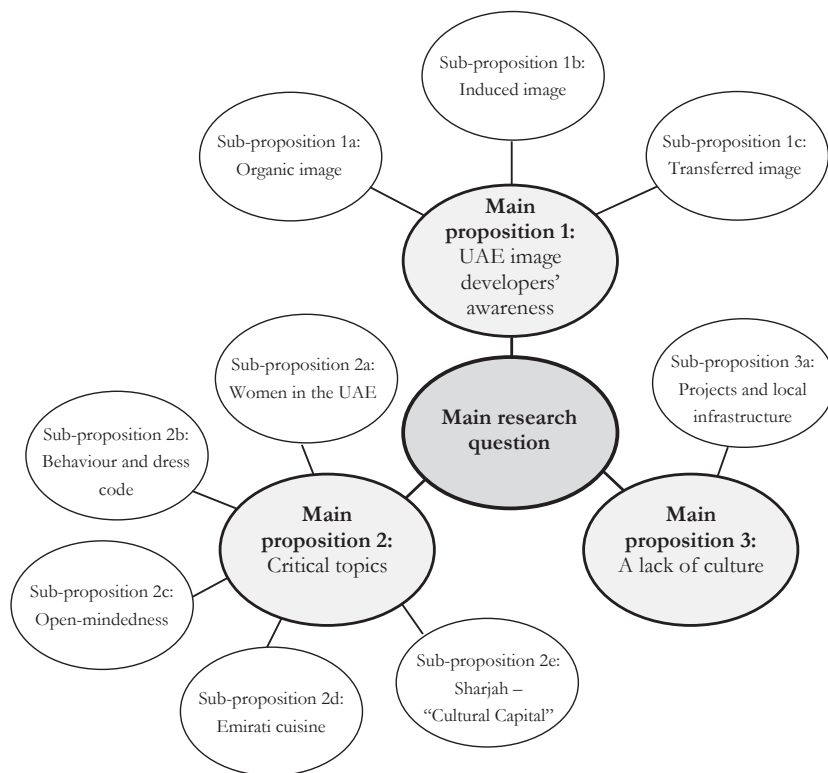 Sub-proposition 1b:
Induced image
Sub-proposition 1a:
Organic image
Sub-proposition 1c:
Transferred image
Main
proposition 1:
UAE image
developers’
awareness
Sub-proposition 2a:
Women in the UAE
Sub-proposition 3a:
Projects and local
infrastructure
Main research
question
Sub-proposition 2b:
Behaviour and dress
code
Main
proposition 2:
Critical topics
Main
proposition 3:
A lack of culture
Sub-proposition 2c:
Open-mindedness
Sub-proposition 2d:
Emirati cuisine
Sub-proposition 2e:
Sharjah –
“Cultural Capital”